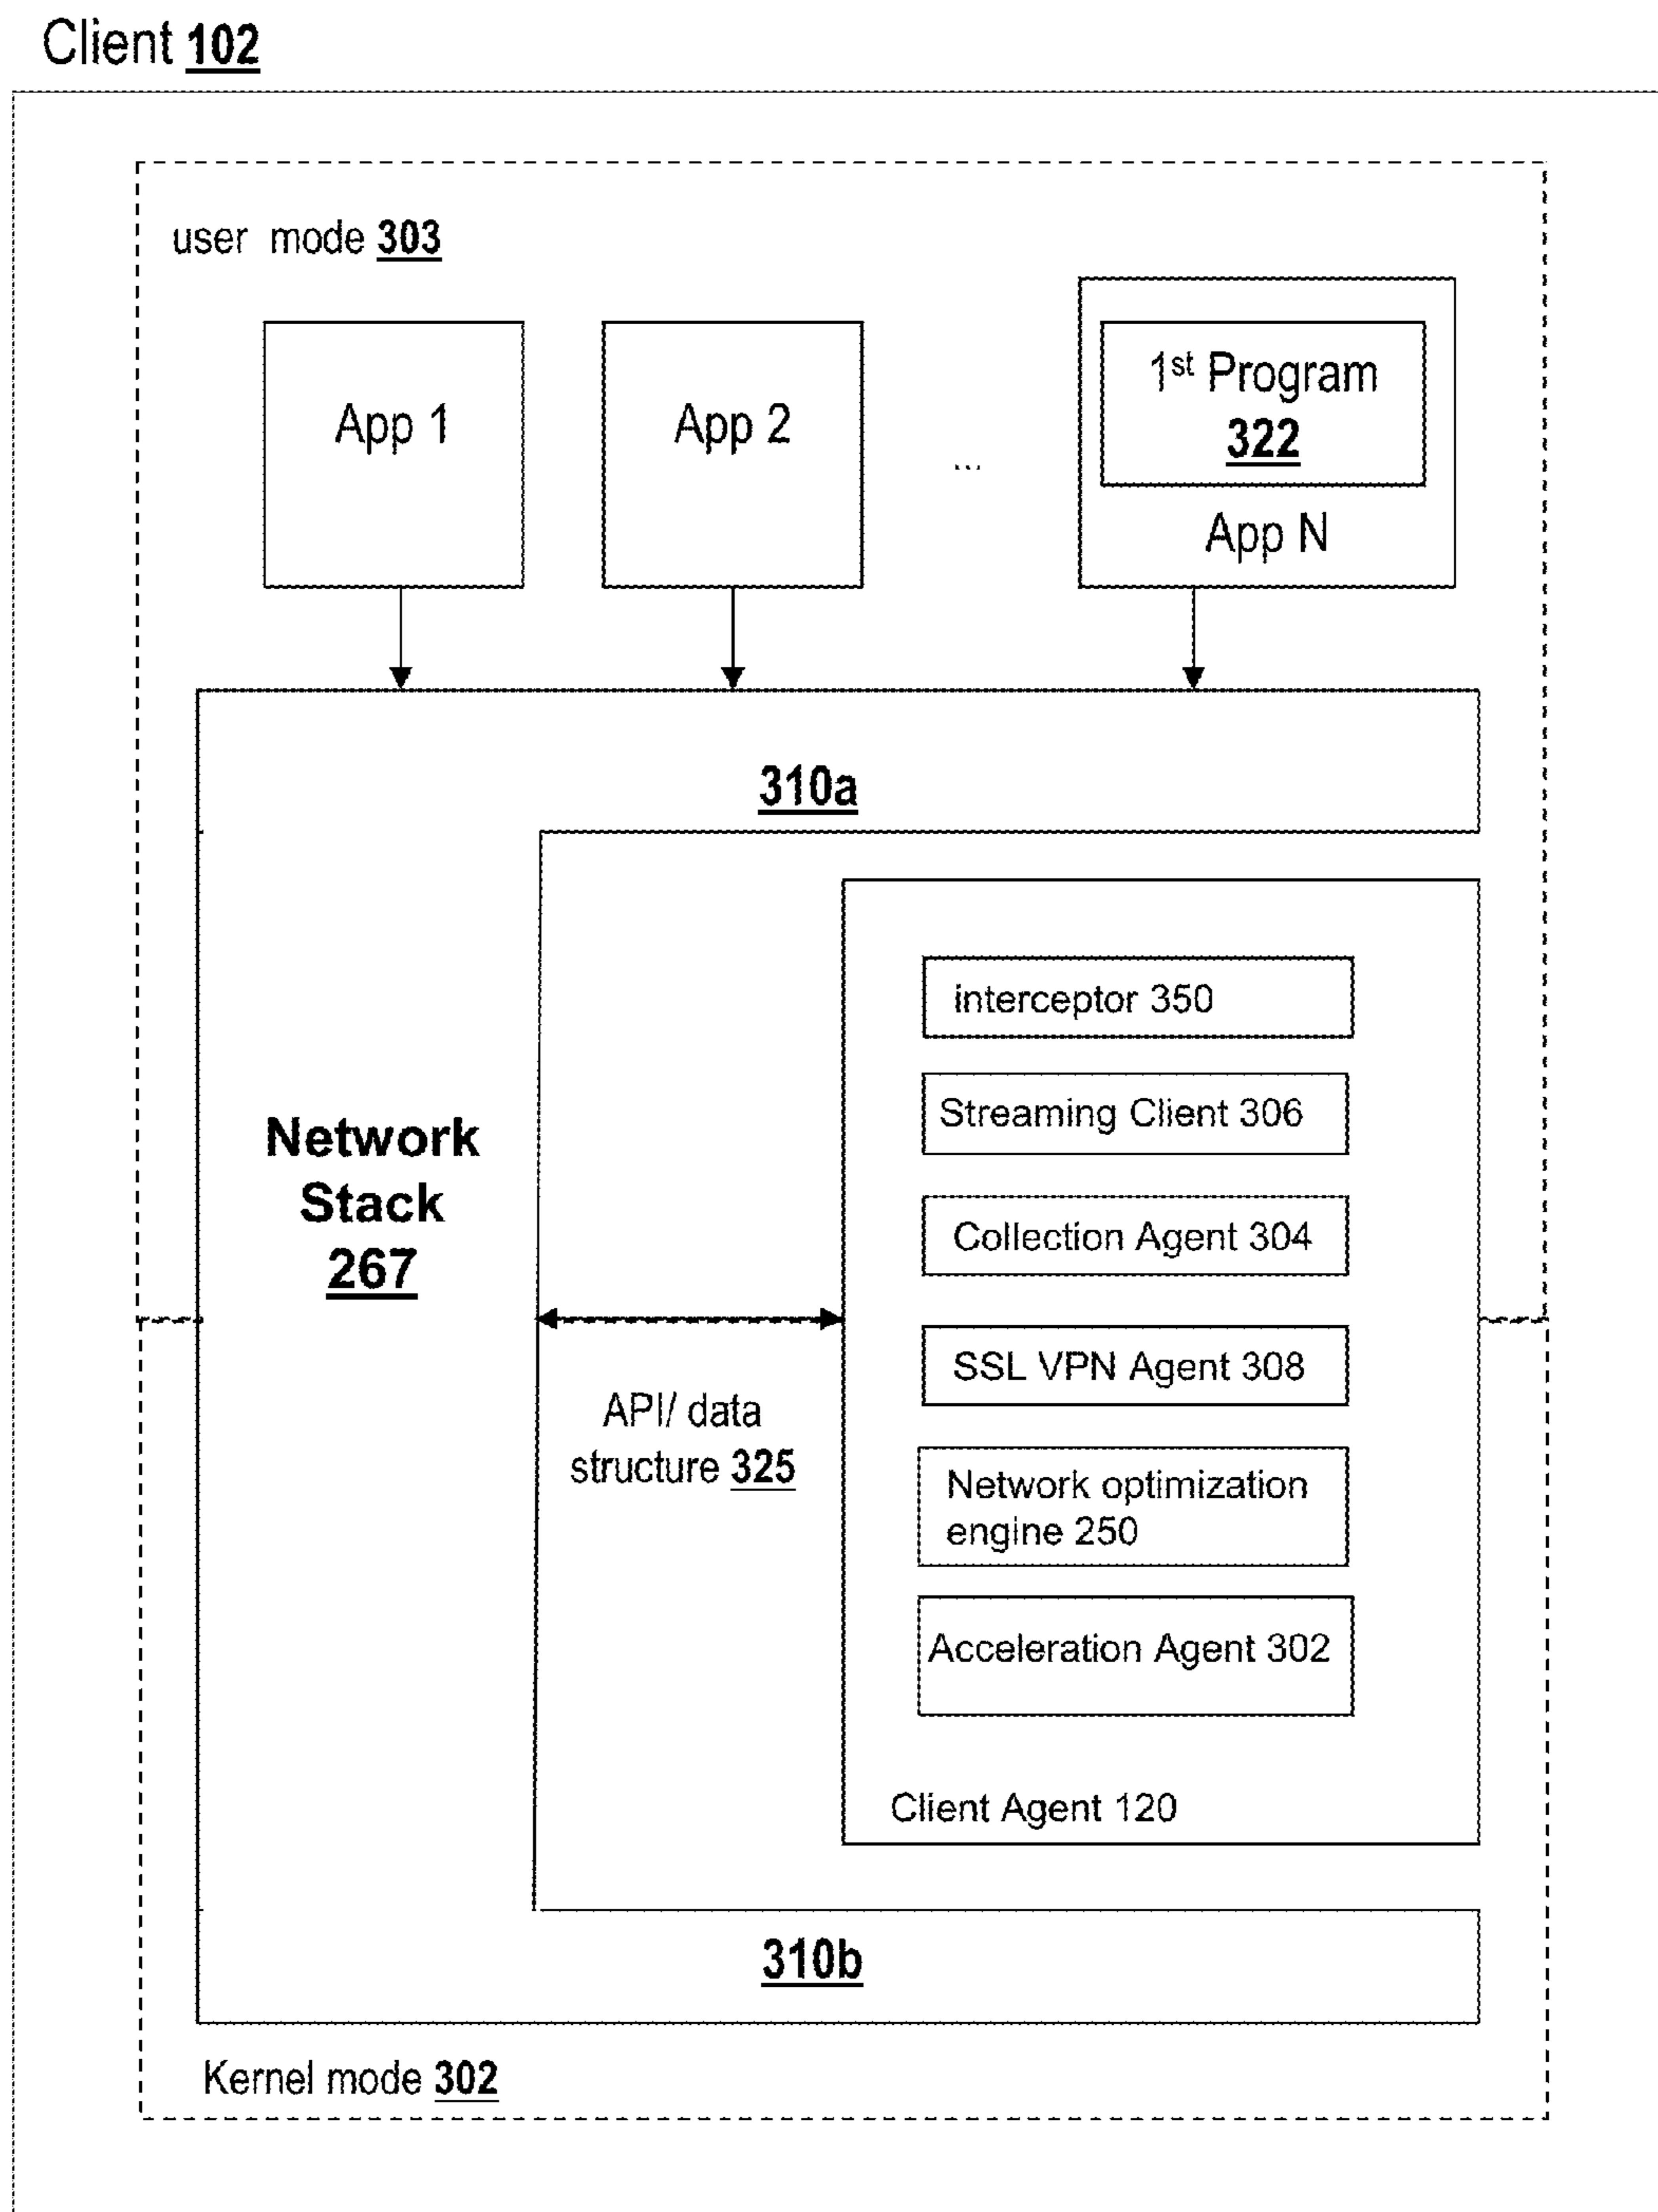 Client 102
user mode 303
App 1
App 2
...
1st Program
322
App N
310a
Network
Stack
267
API/ data
structure 325
interceptor 350
Streaming Client 306
Collection Agent 304
SSL VPN Agent 308
Network optimization
engine 250
Acceleration Agent 302
Client Agent 120
310b
Kernel mode 302